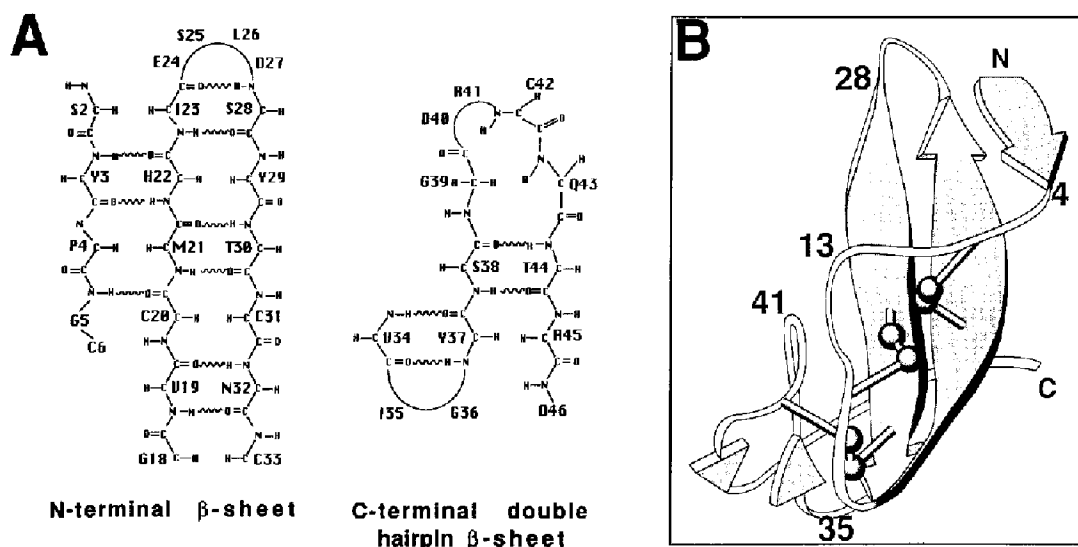 A
S25 L26
E24 D27
S2 I23 S28
Y3 H22 Y29
P4 M21 T30
G5 C20 C31
C6
V19 N32
G18 C33
N-terminal β-sheet
R41 C42
D40
G39 Q43
S38 T44
V34 Y37 R45
I35 G36 D46
C-terminal double
hairpin β-sheet
B
28 N
4
13
41
C
35